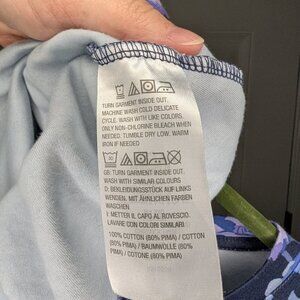 TURN GARMENT INSIDE OUT.
MACHINE WASH COLD DELICATE
CYCLE. WASH WITH LIKE COLORS.
ONLY NON-CHLORINE BLEACH WHEN
NEEDED. TUMBLE DRY LOW. WARM
IRON IF NEEDED
GB: TURN GARMENT INSIDE OUT.
WASH WITH SIMILAR COLOURS
D: BEKLEIDUNGSSTÜCK AUF LINKS
WENDEN. MIT ÄHNLICHEN FARBEN
WASCHEN
I: METTER IL CAPO AL ROVESCIO.
LAVARE CON COLORI SIMILARI.
100% COTTON (80% PIMA) / COTTON
(80% PIMA) / BAUMWOLLE (80%
PIMA) / COTONE (80% PIMA)